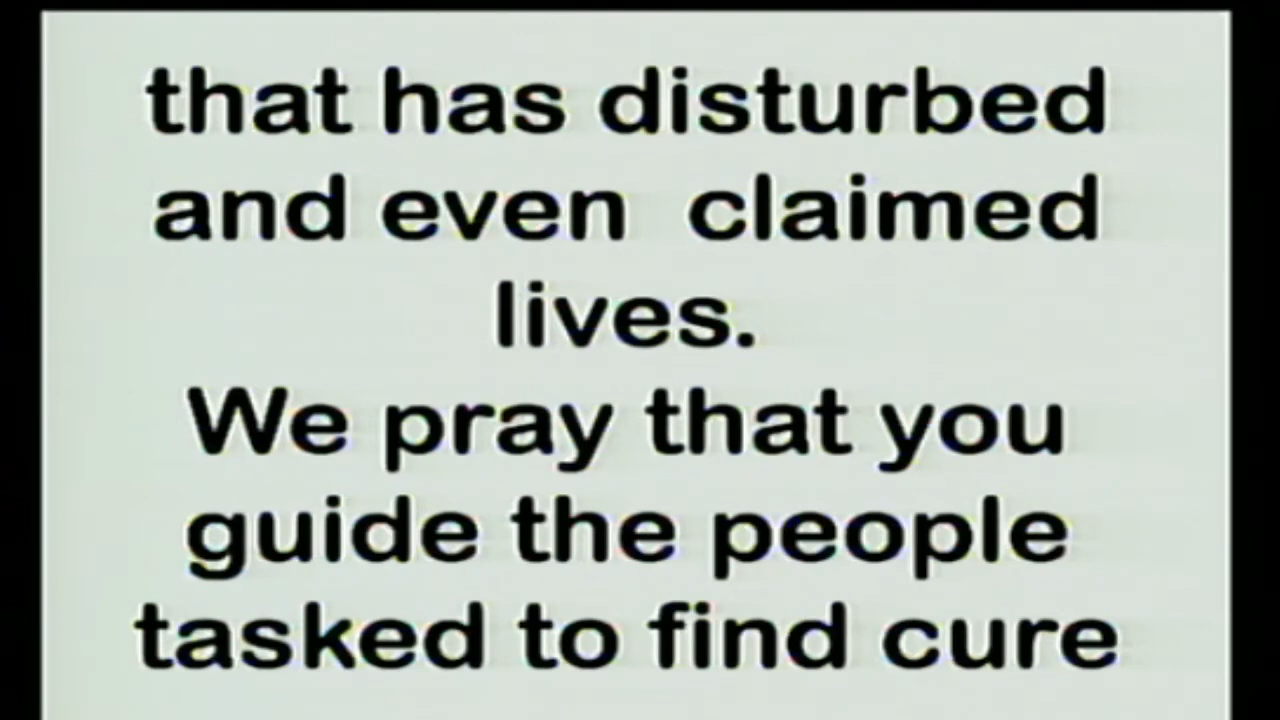 that has disturbed
and even  claimed
lives.
We pray that you
guide the people
tasked to find cure